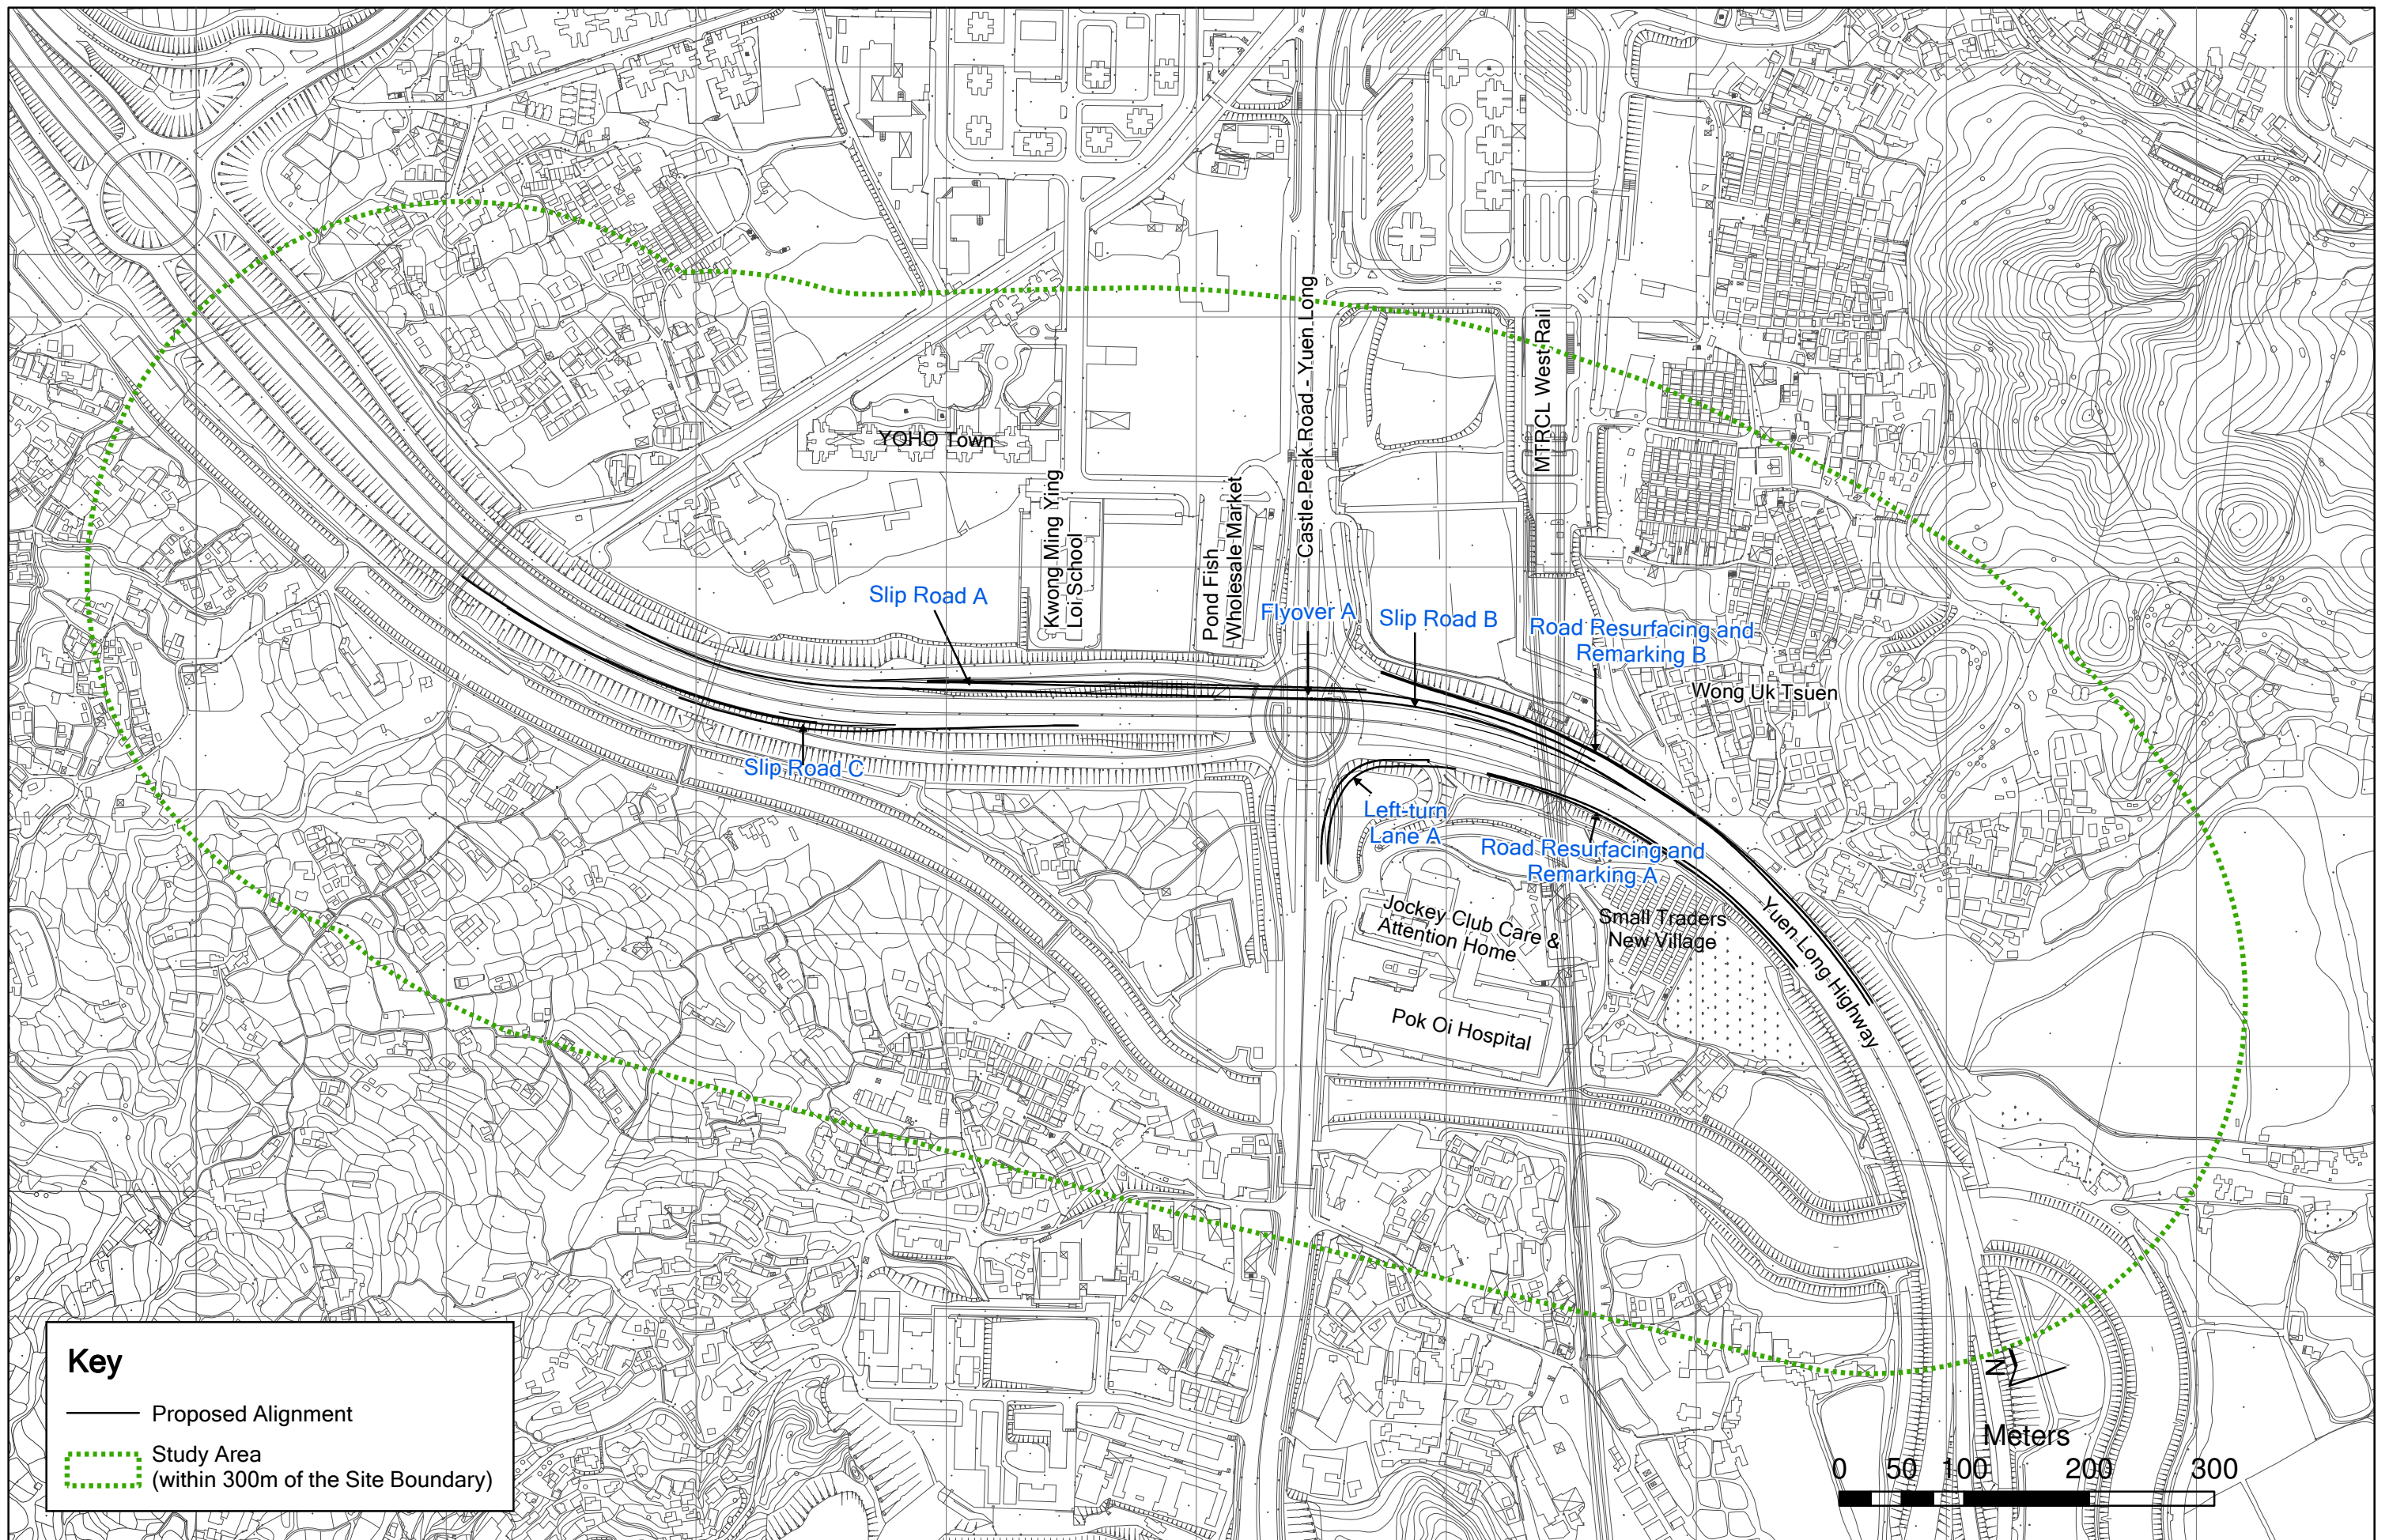 Castle Peak Road - Yuen Long
MTRCL West Rail
YOHO Town
Kwong Ming Ying
Loi School
Pond Fish
Wholesale Market
Slip Road A
Flyover A
Slip Road B
Road Resurfacing and
Remarking B
Wong Uk Tsuen
Slip Road C
Left-turn
Lane A
Road Resurfacing and
Remarking A
Jockey Club Care &
Attention Home
Small Traders
New Village
Yuen Long Highway
Pok Oi Hospital
Key
Proposed Alignment
Study Area
(within 300m of the Site Boundary)
N
Meters
0 50 100 200 300